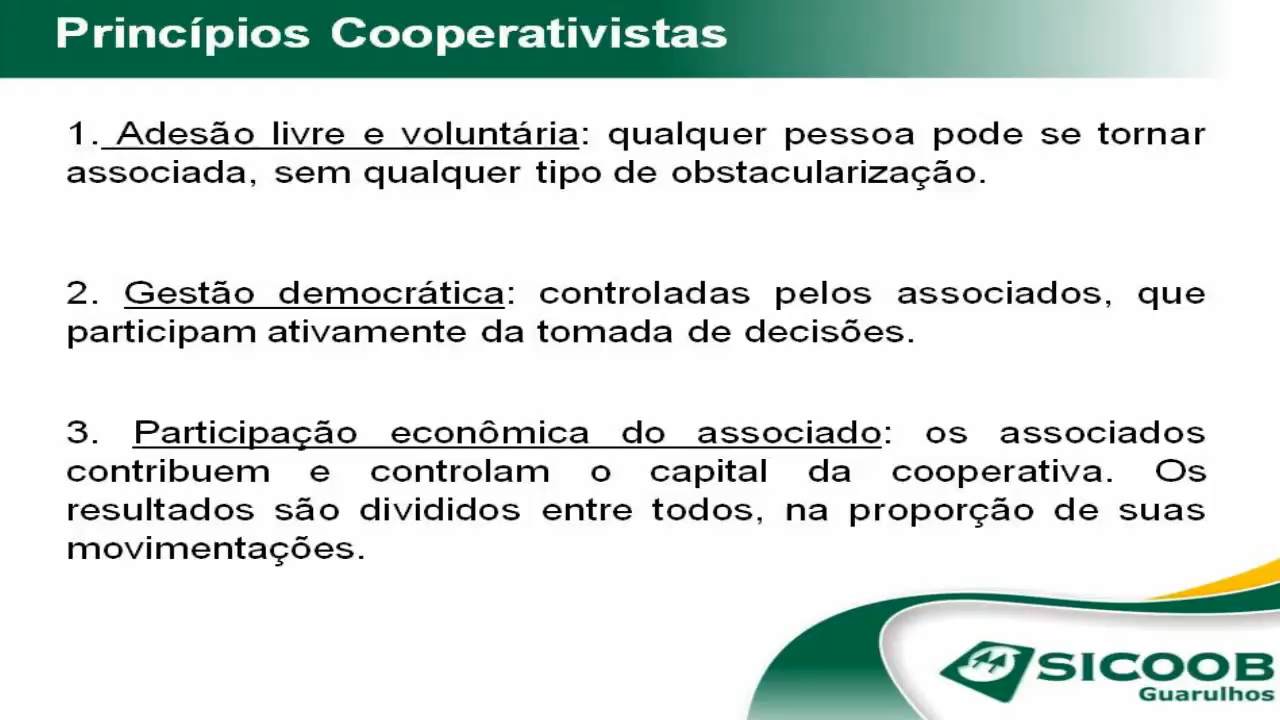 Princípios Cooperativistas
1. Adesão livre e voluntária: qualquer pessoa pode se tornar
associada, sem qualquer tipo de obstacularização.
2. Gestão democrática: controladas pelos associados, que
participam ativamente da tomada de decisões.
3. Participação econômica do associado: os associados
contribuem e controlam o capital da cooperativa. Os
resultados são divididos entre todos, na proporção de suas
movimentações.
SICOOB
Guarulhos